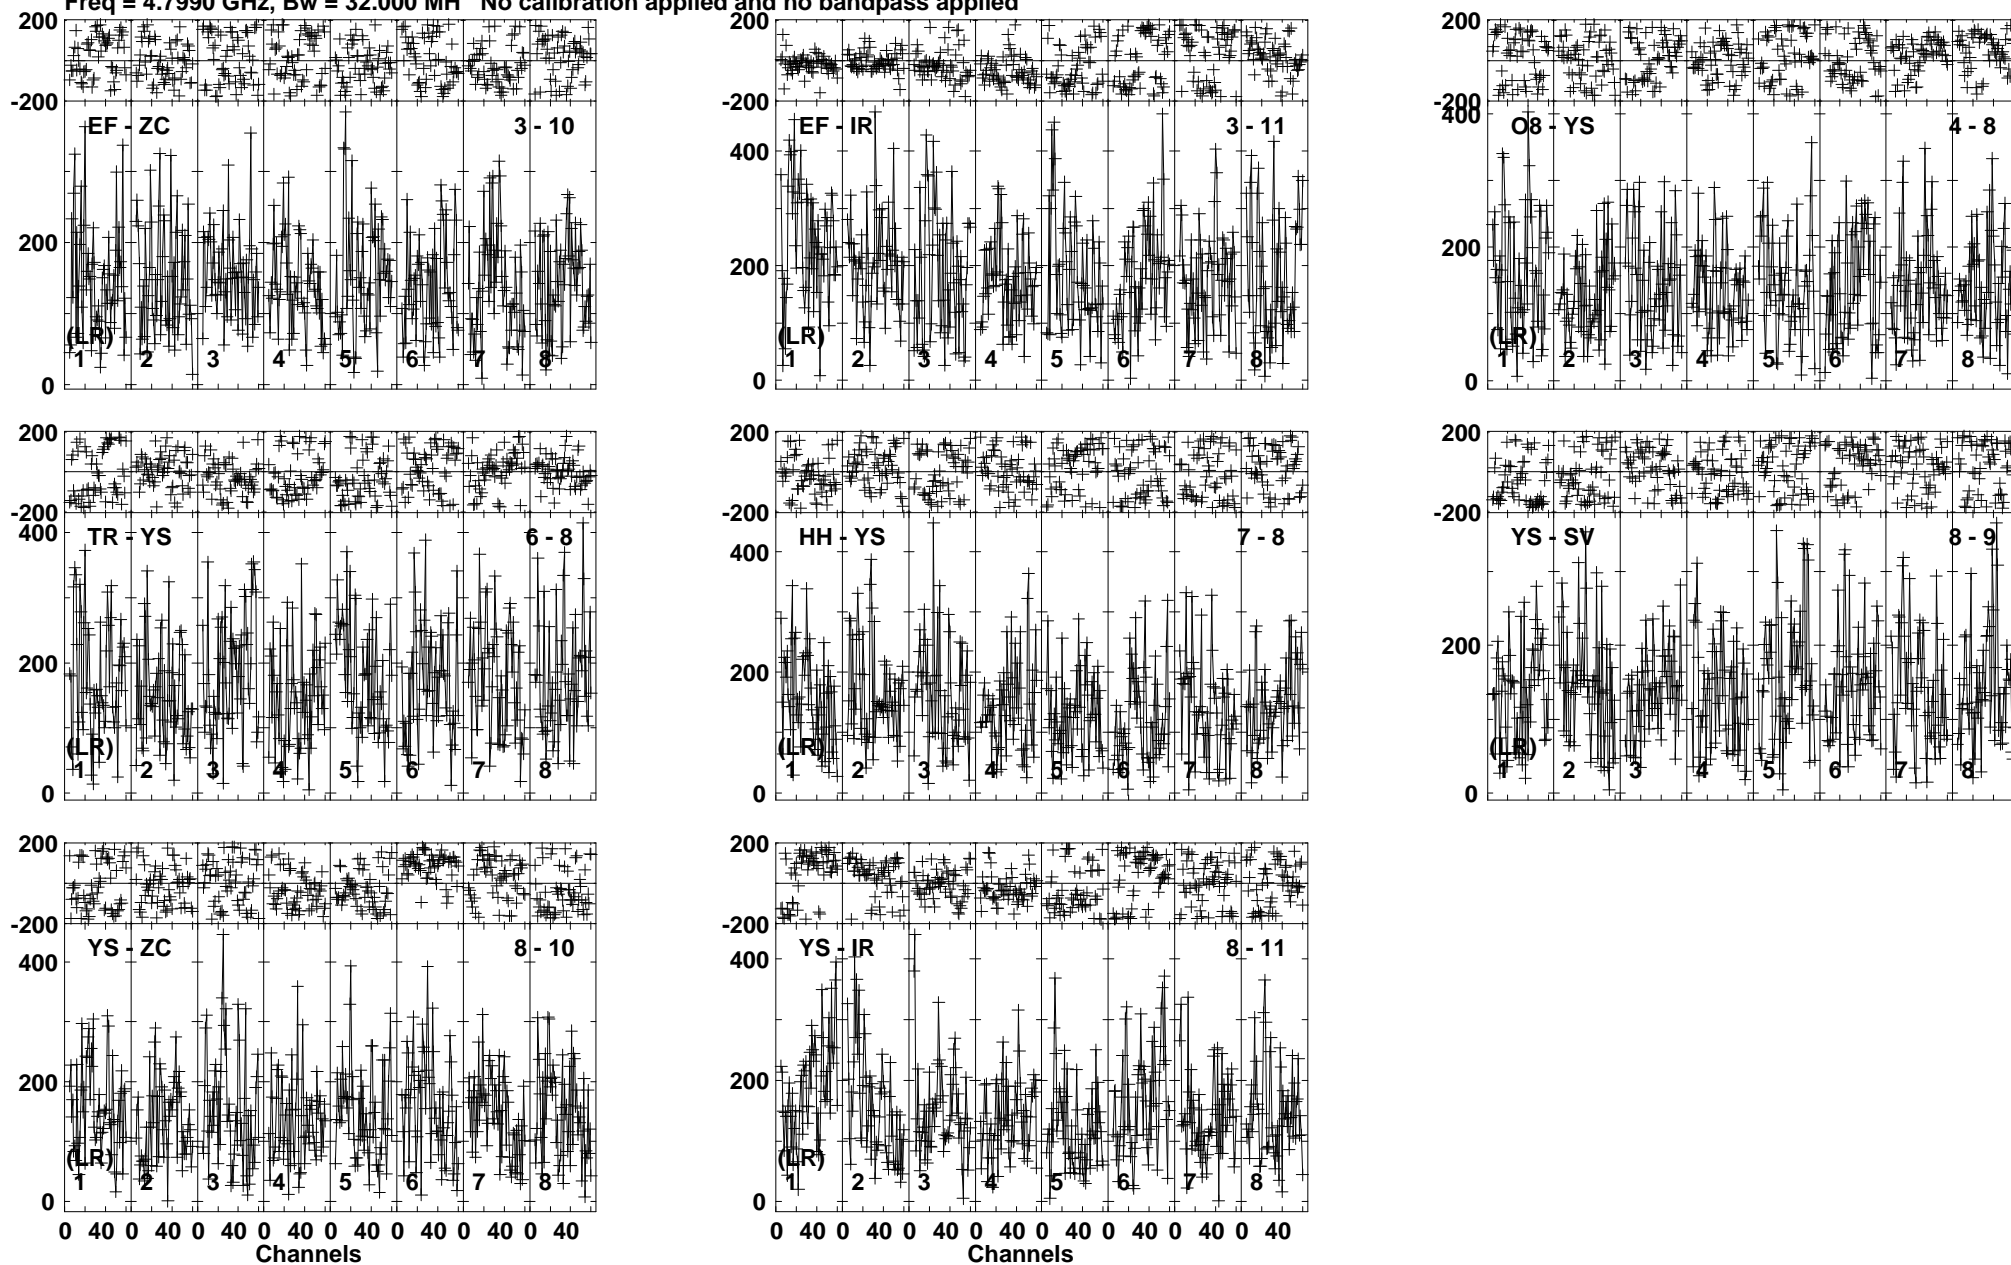 Freq = 4.7990 GHz, Bw = 32.000 MH   No calibration applied and no bandpass applied
200
-200
EF - ZC
3 - 10
200
0
(LR)
1 2 3 4 5 6 7 8
200
-200
EF - IR
3 - 11
400
200
0
(LR)
1 2 3 4 5 6 7 8
200
-200
400
O8 - YS
4 - 8
200
0
(LR)
1 2 3 4 5 6 7 8
200
-200
400
TR - YS
6 - 8
200
0
(LR)
1 2 3 4 5 6 7 8
200
-200
HH - YS
7 - 8
400
200
0
(LR)
1 2 3 4 5 6 7 8
200
-200
YS - SV
8 - 9
200
0
(LR)
1 2 3 4 5 6 7 8
200
-200
YS - ZC
8 - 10
400
200
0
(LR)
1 2 3 4 5 6 7 8
0 40 0 40 0 40 0 40 0 40 0 40 0 40 0 40
Channels
200
-200
YS - IR
8 - 11
400
200
0
(LR)
1 2 3 4 5 6 7 8
0 40 0 40 0 40 0 40 0 40 0 40 0 40 0 40
Channels